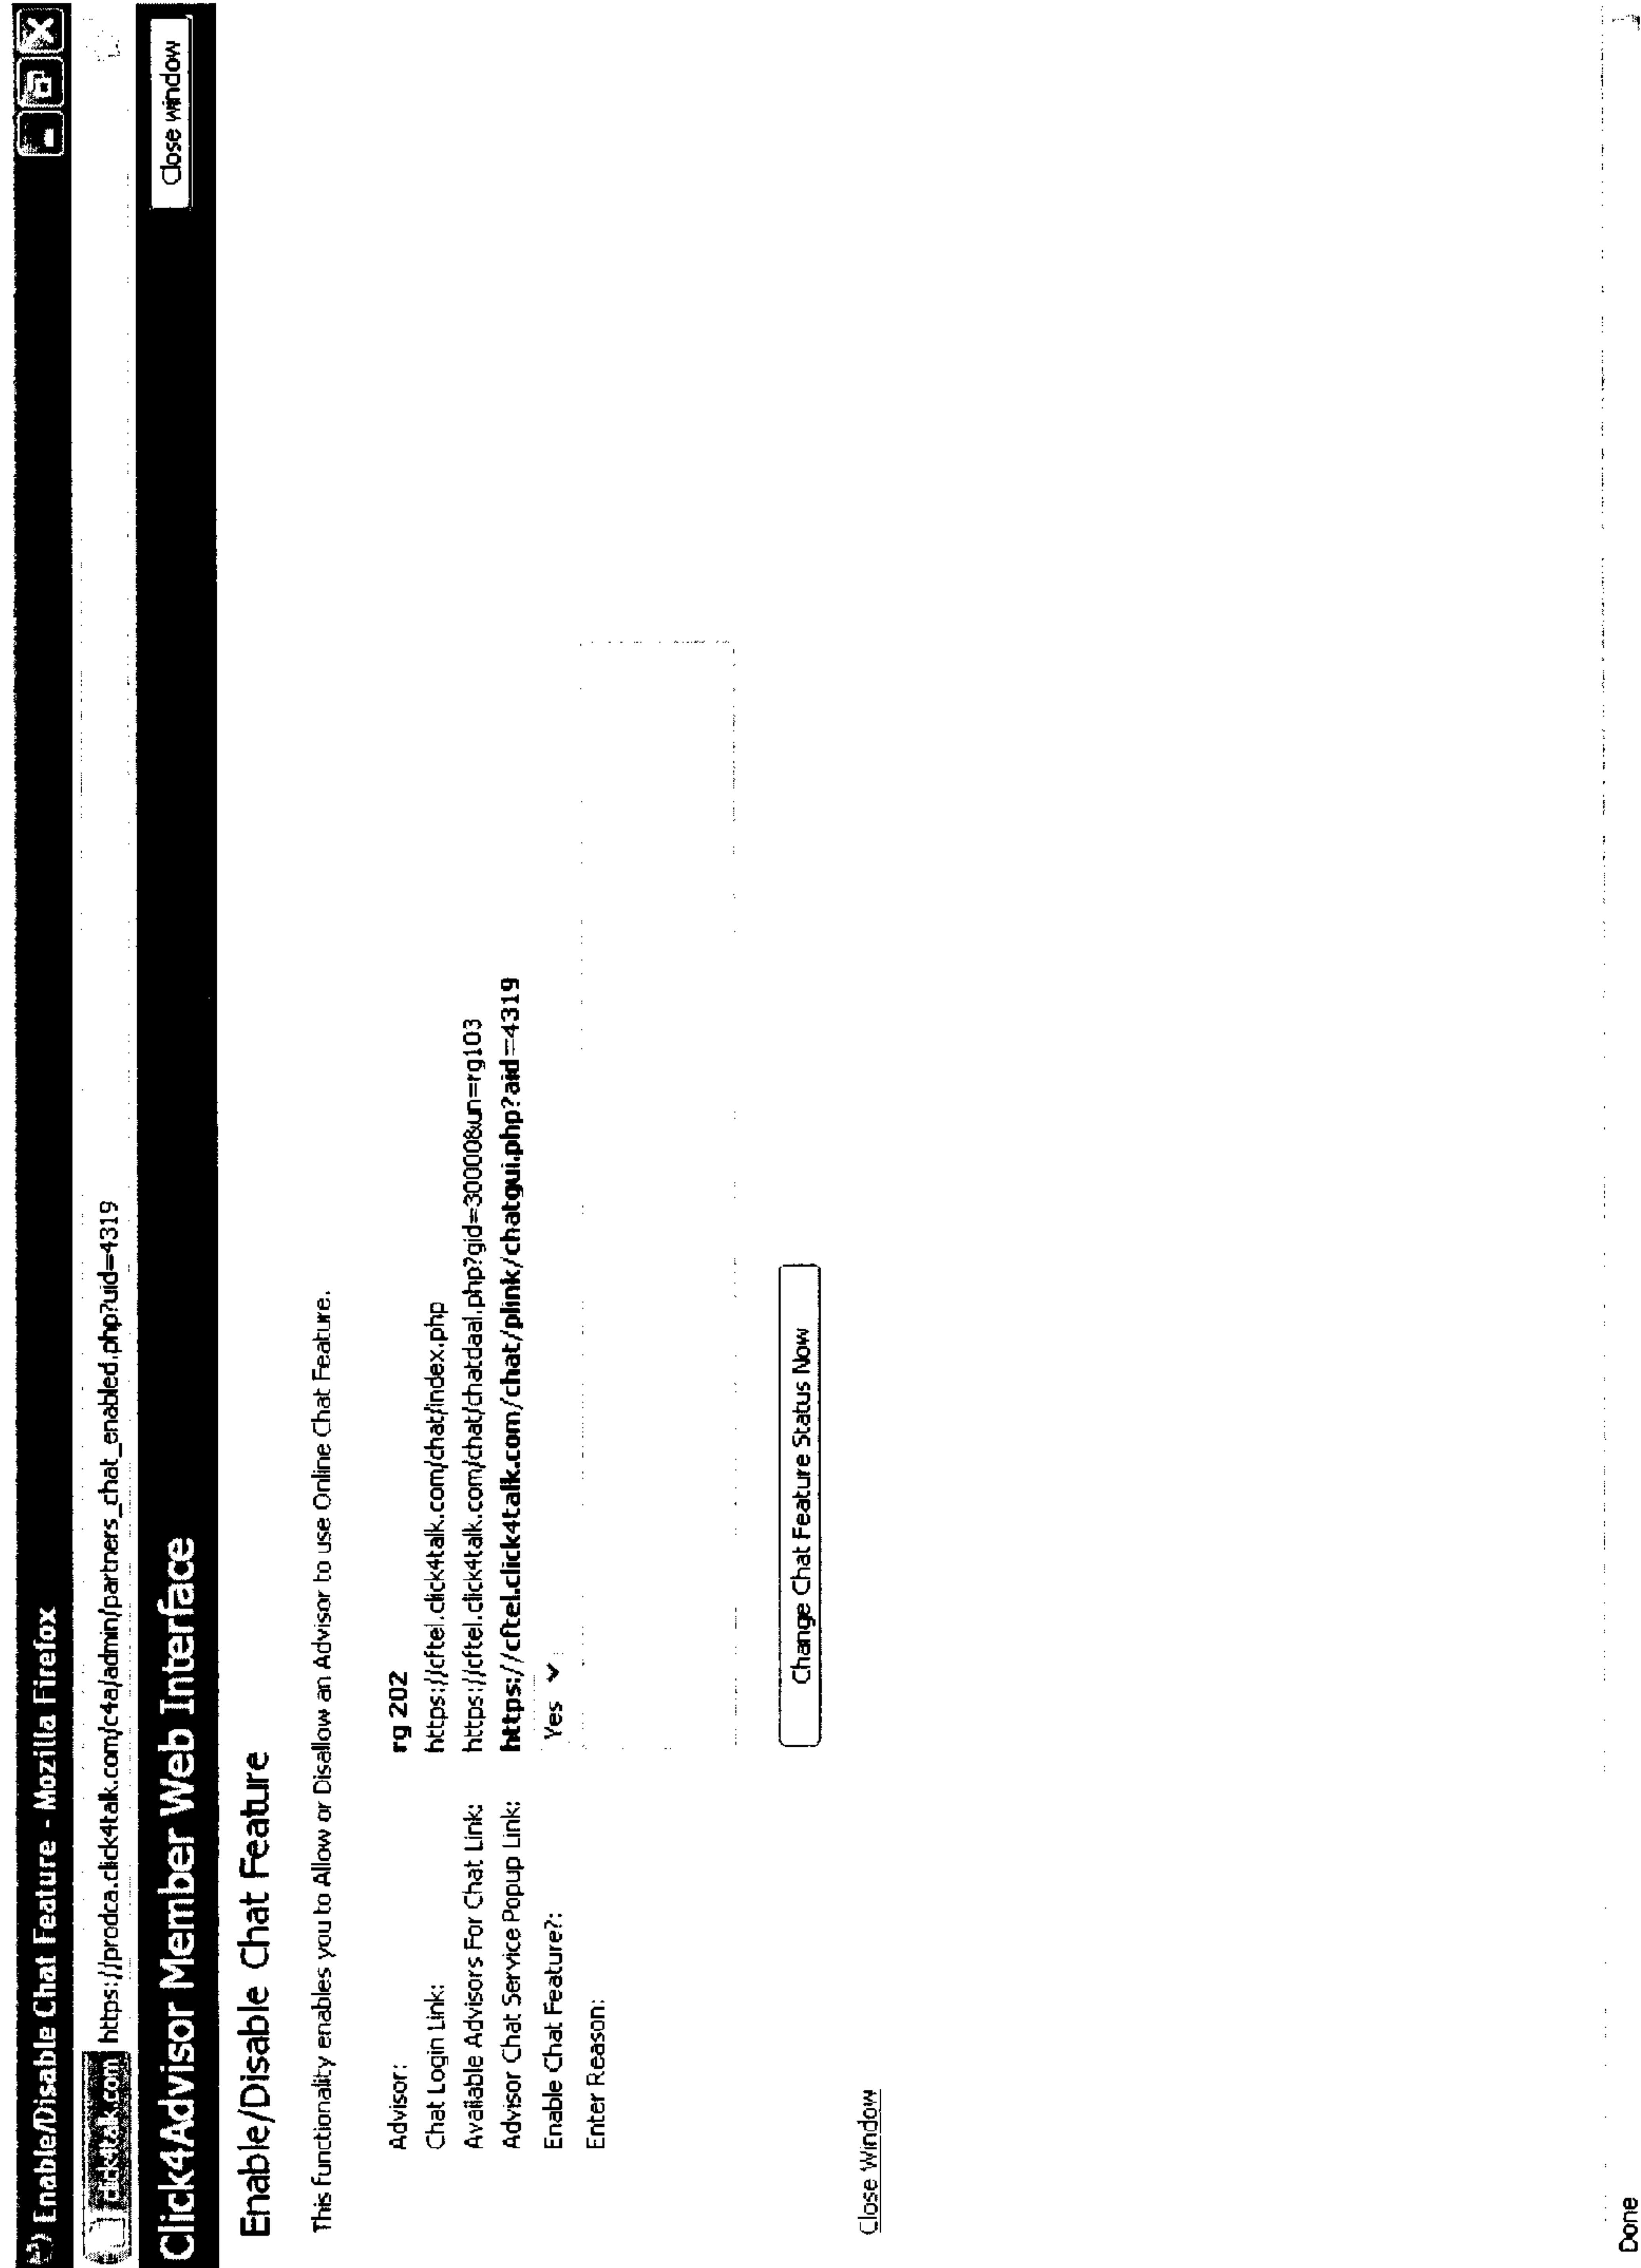 Enable/Disable Chat Feature - Mozilla Firefox
click4talk.com https://prodca.click4talk.com/c4a/admin/partners_chat_enabled.php?uid=4319
Click4Advisor Member Web Interface Close window
Enable/Disable Chat Feature
This functionality enables you to Allow or Disallow an Advisor to use Online Chat Feature.
Advisor: rg 202
Chat Login Link: https://cftel.click4talk.com/chat/index.php
Available Advisors For Chat Link: https://cftel.click4talk.com/chat/chatdaal.php?gid=30000&un=rg103
Advisor Chat Service Popup Link: https://cftel.click4talk.com/chat/plink/chatgui.php?aid=4319
Enable Chat Feature?: Yes
Enter Reason:
Change Chat Feature Status Now
Close Window
Done